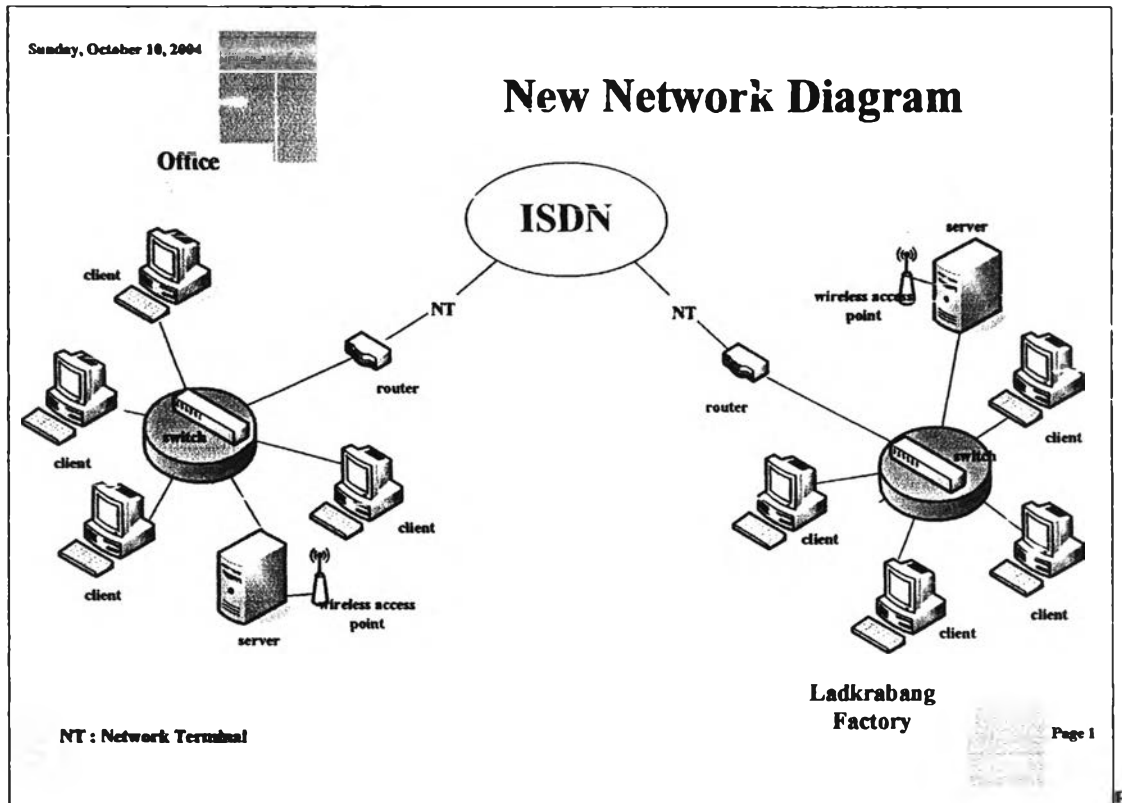 Sunday, October 10, 2004
New Network Diagram
Office
ISDN
server
client
wireless access
point
NT
NT
router
router
client
client
switch
switch
client
client
client
client
client
client
wireless access
point
server
Ladkrabang
Factory
NT : Network Terminal
Page 1